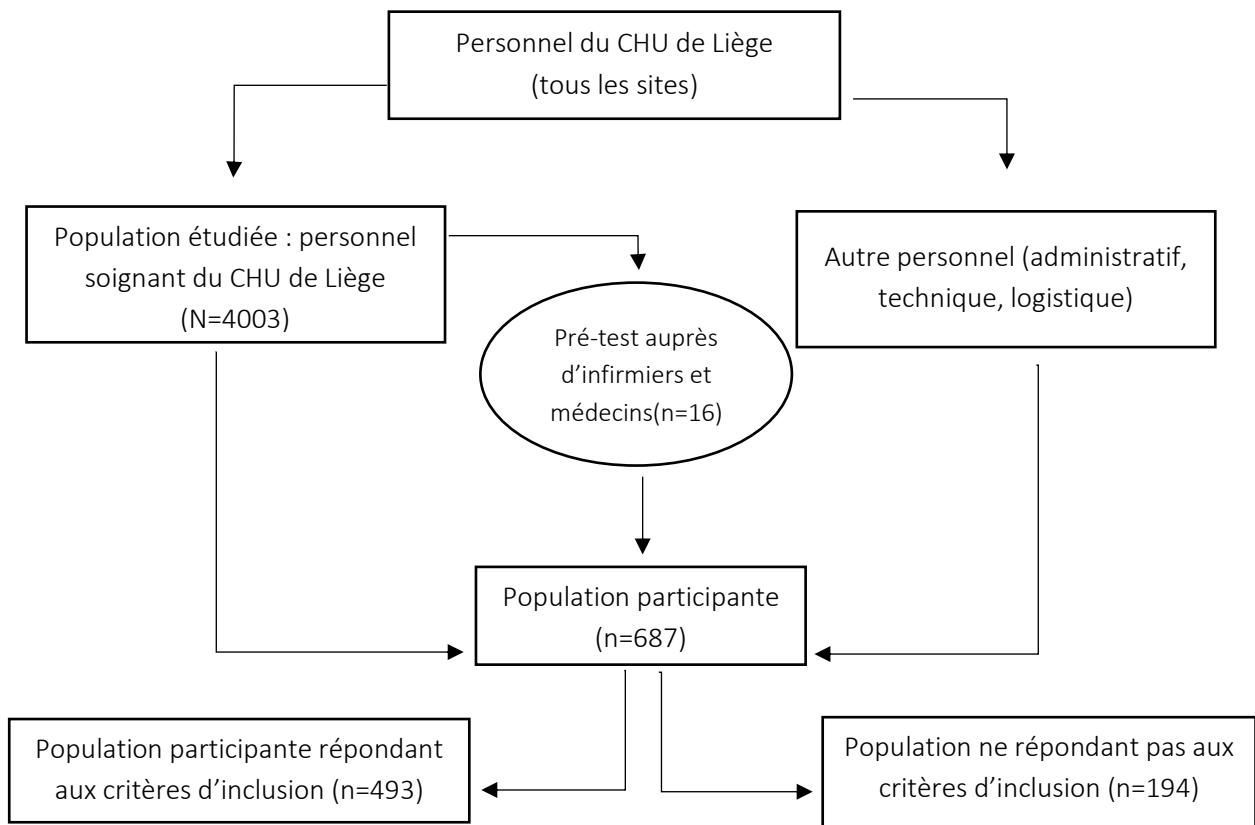 Personnel du CHU de Liège
(tous les sites)
Population étudiée : personnel
soignant du CHU de Liège
(N=4003)
Autre personnel (administratif,
technique, logistique)
Pré-test auprès
d’infirmiers et
médecins(n=16)
Population participante
(n=687)
Population participante répondant
aux critères d’inclusion (n=493)
Population ne répondant pas aux
critères d’inclusion (n=194)